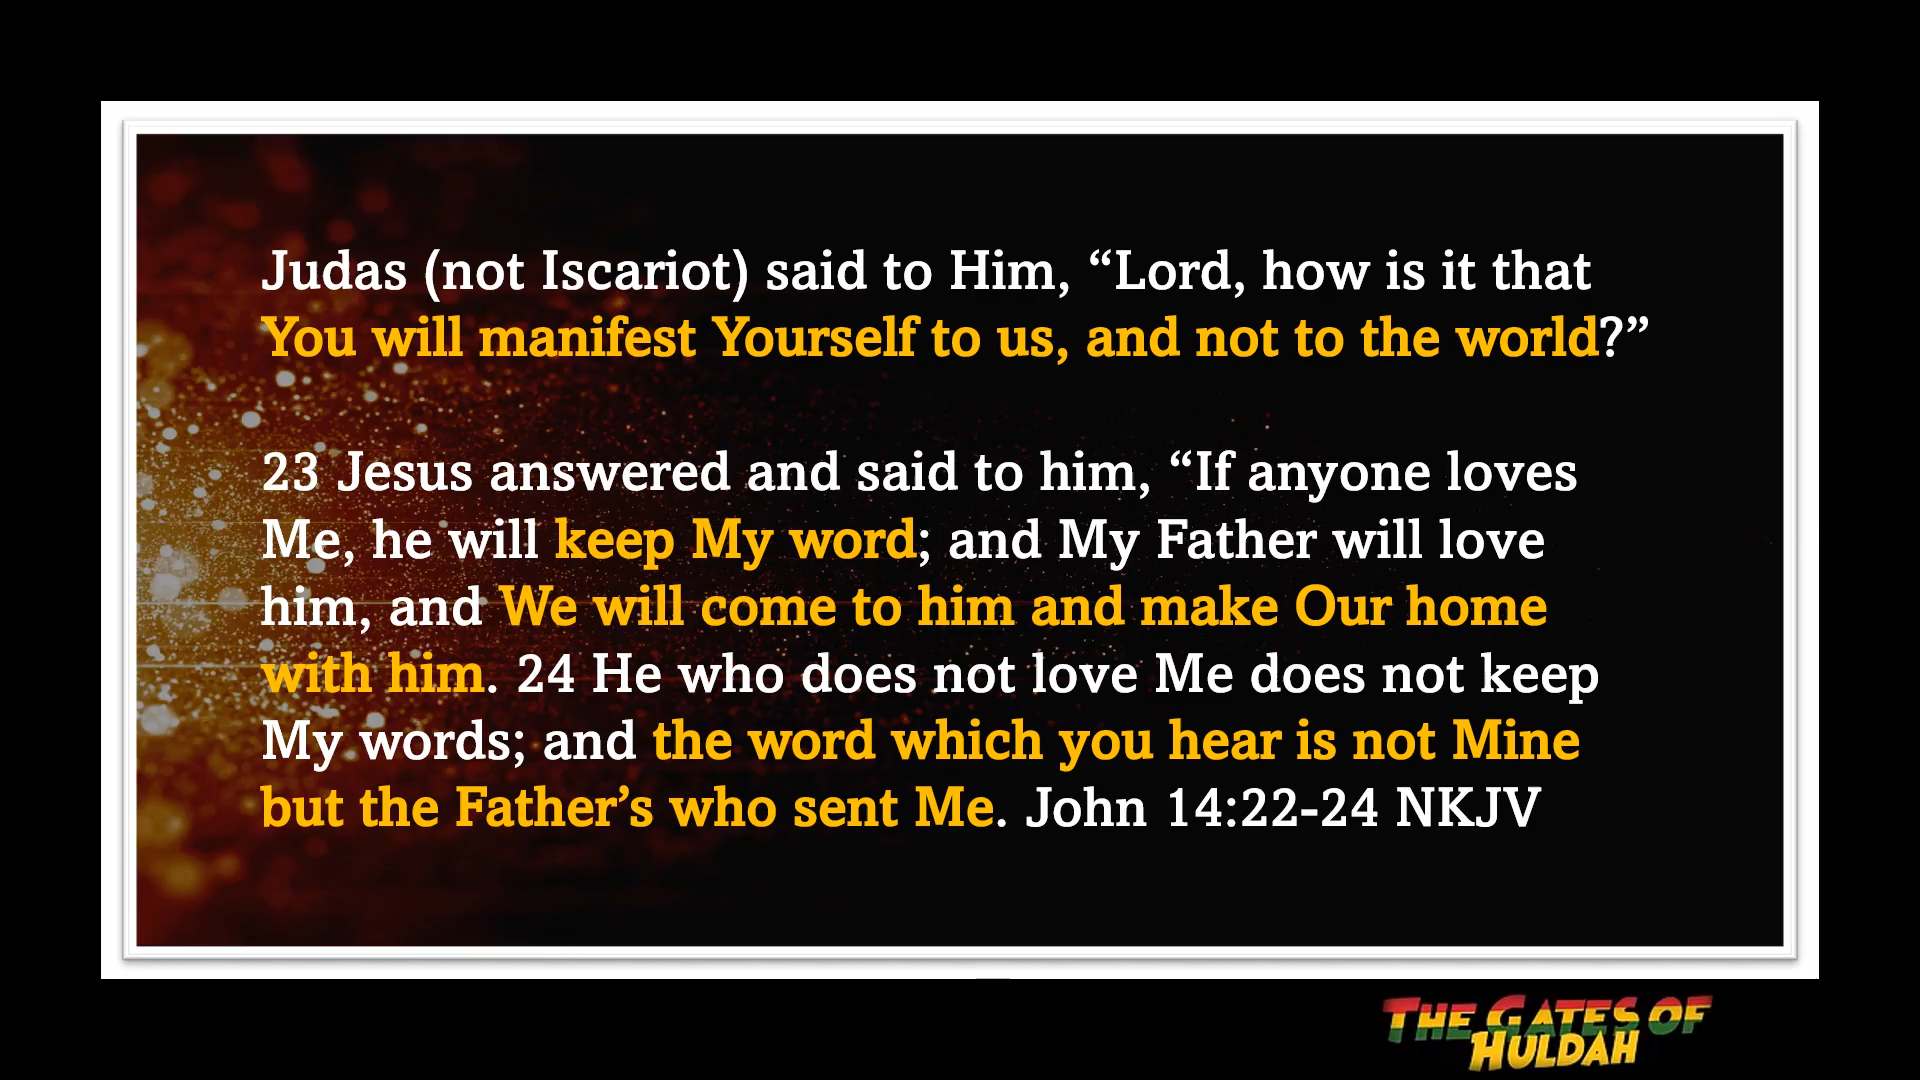 Judas (not Iscariot) said to Him, “Lord, how is it that
You will manifest Yourself to us, and not to the world?”
23 Jesus answered and said to him, “If anyone loves
Me, he will keep My word; and My Father will love
him, and We will come to him and make Our home
with him. 24 He who does not love Me does not keep
My words; and the word which you hear is not Mine
but the Father’s who sent Me. John 14:22-24 NKJV
THE GATES OF
HULDAH